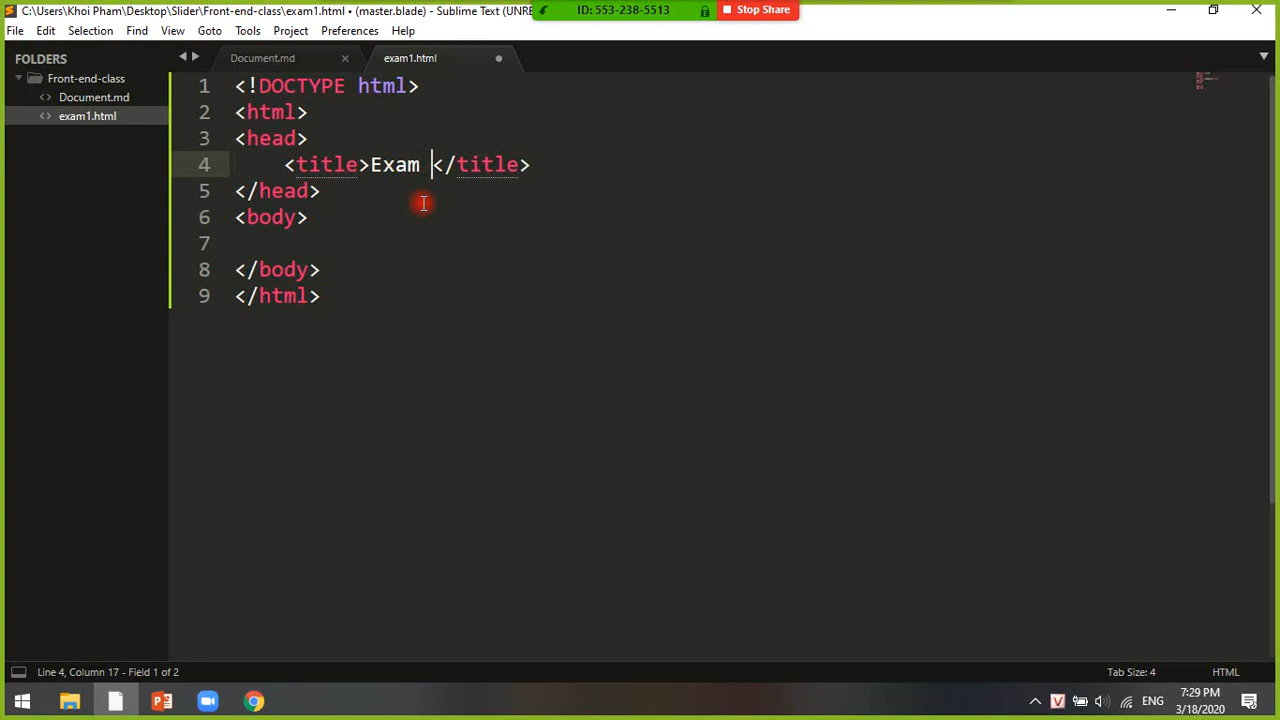 C:\Users\Khoi Pham\Desktop\Slider\Front-end-class\exam1.html • (master.blade) - Sublime Text (UNRE
ID: 553-238-5513
Stop Share
File Edit Selection Find View Goto Tools Project Preferences Help
FOLDERS
Front-end-class
Document.md
exam1.html
Document.md
exam1.html
1 <!DOCTYPE html>
2 <html>
3 <head>
4 <title>Exam </title>
5 </head>
6 <body>
7
8 </body>
9 </html>
Line 4, Column 17 - Field 1 of 2
Tab Size: 4
HTML
ENG
7:29 PM
3/18/2020